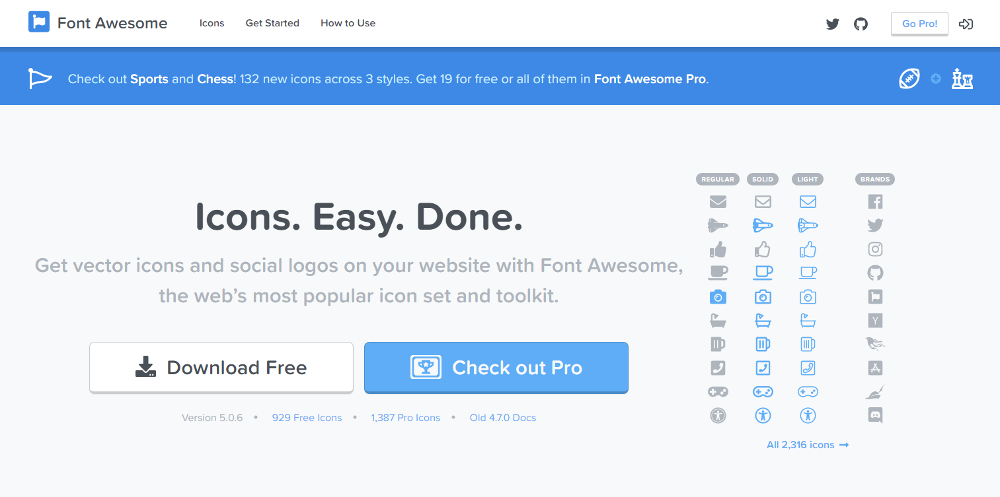 Font Awesome
Icons
Get Started
How to Use
Go Pro!
Check out Sports and Chess! 132 new icons across 3 styles. Get 19 for free or all of them in Font Awesome Pro.
REGULAR
SOLID
LIGHT
BRANDS
Icons. Easy. Done.
Get vector icons and social logos on your website with Font Awesome,
the web’s most popular icon set and toolkit.
Download Free
Check out Pro
Version 5.0.6 • 929 Free Icons • 1,387 Pro Icons • Old 4.7.0 Docs
All 2,316 icons →